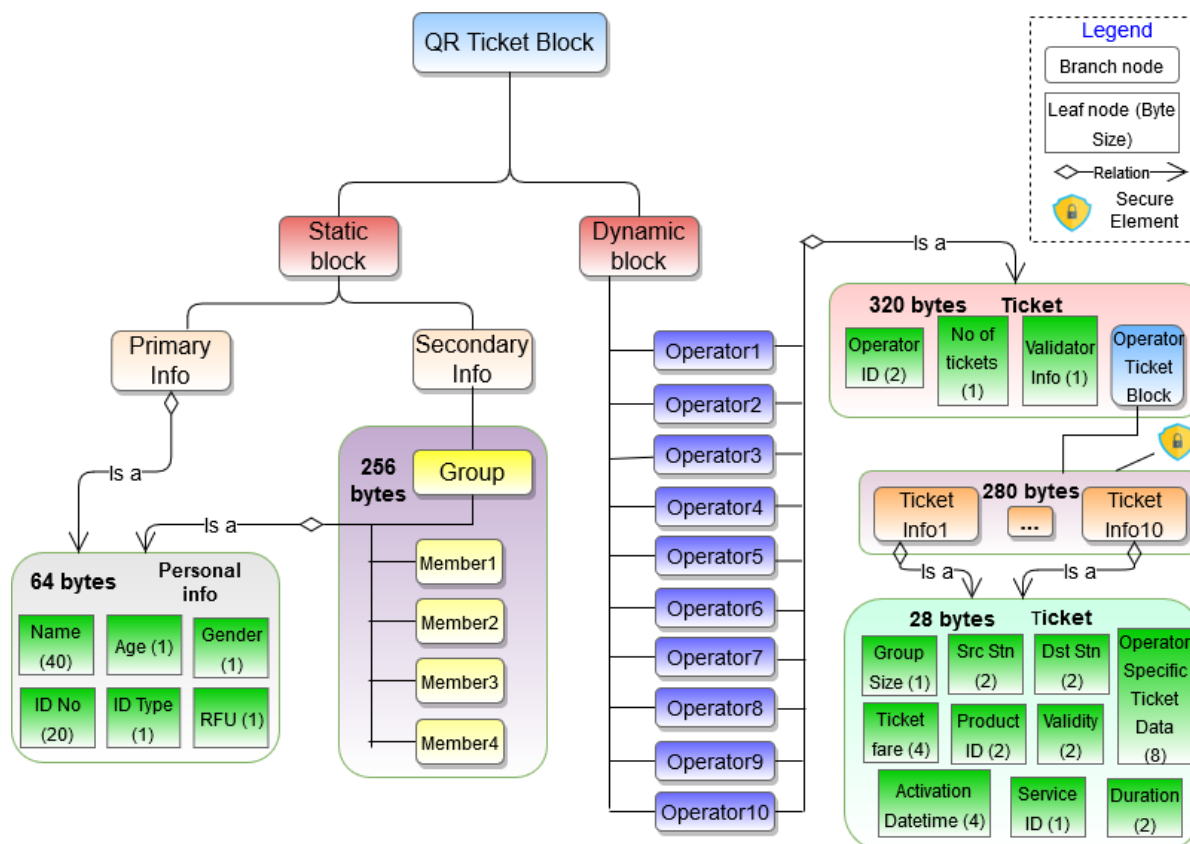 QR Ticket Block
Legend
Branch node
Leaf node (Byte
Size)
Relation
Secure
Element
Static
block
Dynamic
block
Is a
Primary
Info
Secondary
Info
Operator1
Operator2
Operator3
Operator4
Operator5
Operator6
Operator7
Operator8
Operator9
Operator10
320 bytes Ticket
Operator
ID (2)
No of
tickets
(1)
Validator
Info (1)
Operator
Ticket
Block
256
bytes
Group
Member1
Member2
Member3
Member4
Is a
Is a
64 bytes
Personal
info
Name
(40)
Age (1)
Gender
(1)
ID No
(20)
ID Type
(1)
RFU (1)
280 bytes
Ticket
Info1
...
Ticket
Info10
Is a
Is a
28 bytes Ticket
Group
Size (1)
Src Stn
(2)
Dst Stn
(2)
Operator
Specific
Ticket
Data
(8)
Ticket
fare (4)
Product
ID (2)
Validity
(2)
Activation
Datetime (4)
Service
ID (1)
Duration
(2)